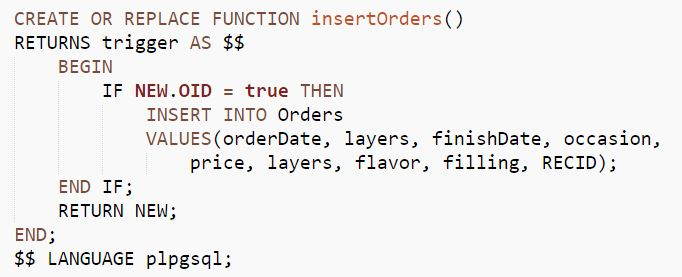 CREATE OR REPLACE FUNCTION insertOrders()
RETURNS trigger AS $$
BEGIN
IF NEW.OID = true THEN
INSERT INTO Orders
VALUES(orderDate, layers, finishDate, occasion,
price, layers, flavor, filling, RECID);
END IF;
RETURN NEW;
END;
$$ LANGUAGE plpgsql;